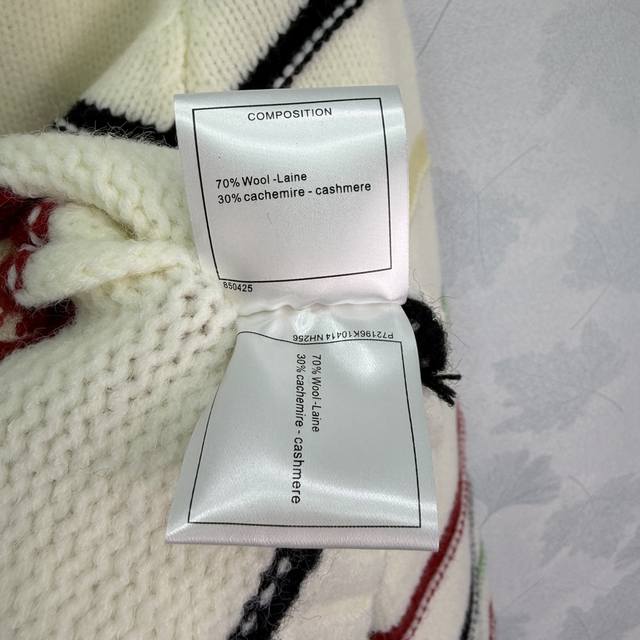 COMPOSITION
70% Wool -Laine
30% cachemire - cashmere
850425
P72196K10414 NH256
70% Wool -Laine
30% cachemire - cashmere